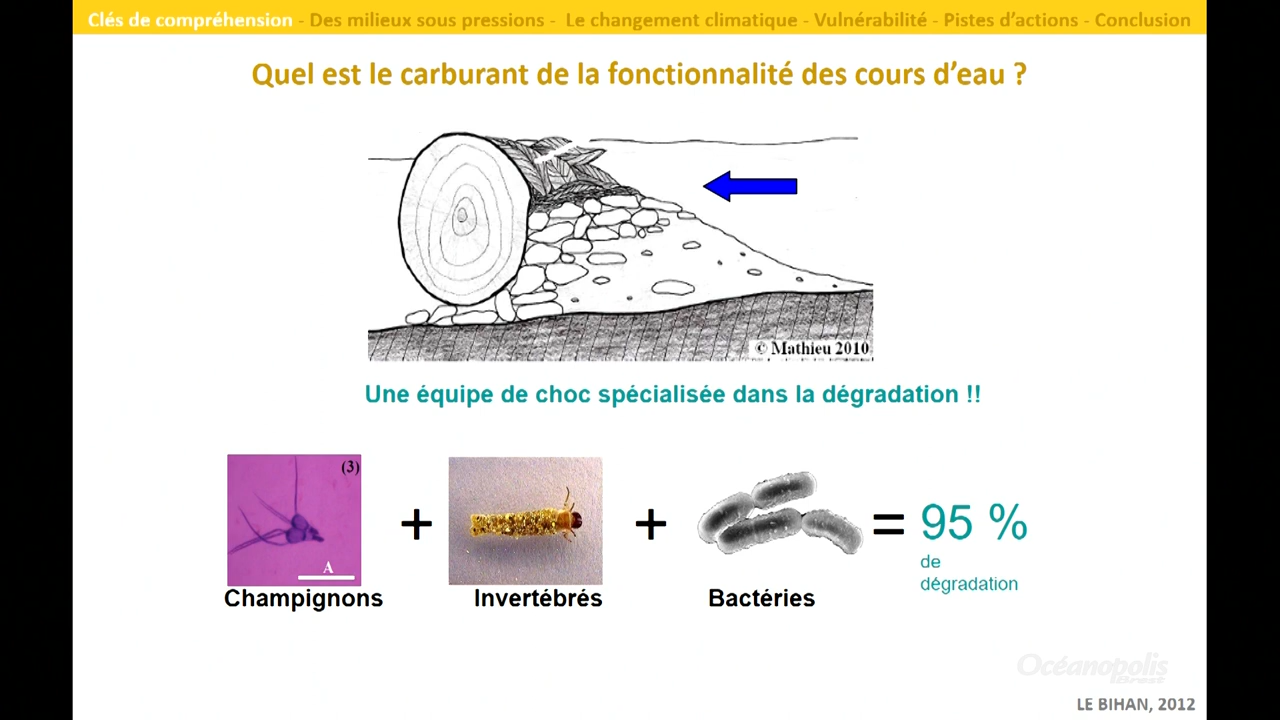 Clés de compréhension - Des milieux sous pressions - Le changement climatique - Vulnérabilité - Pistes d'actions - Conclusion
Quel est le carburant de la fonctionnalité des cours d'eau ?
© Mathieu 2010
Une équipe de choc spécialisée dans la dégradation !!
(3)
A
+ + = 95 %
de
dégradation
Champignons Invertébrés Bactéries
Océanopolis
Brest
LE BIHAN, 2012